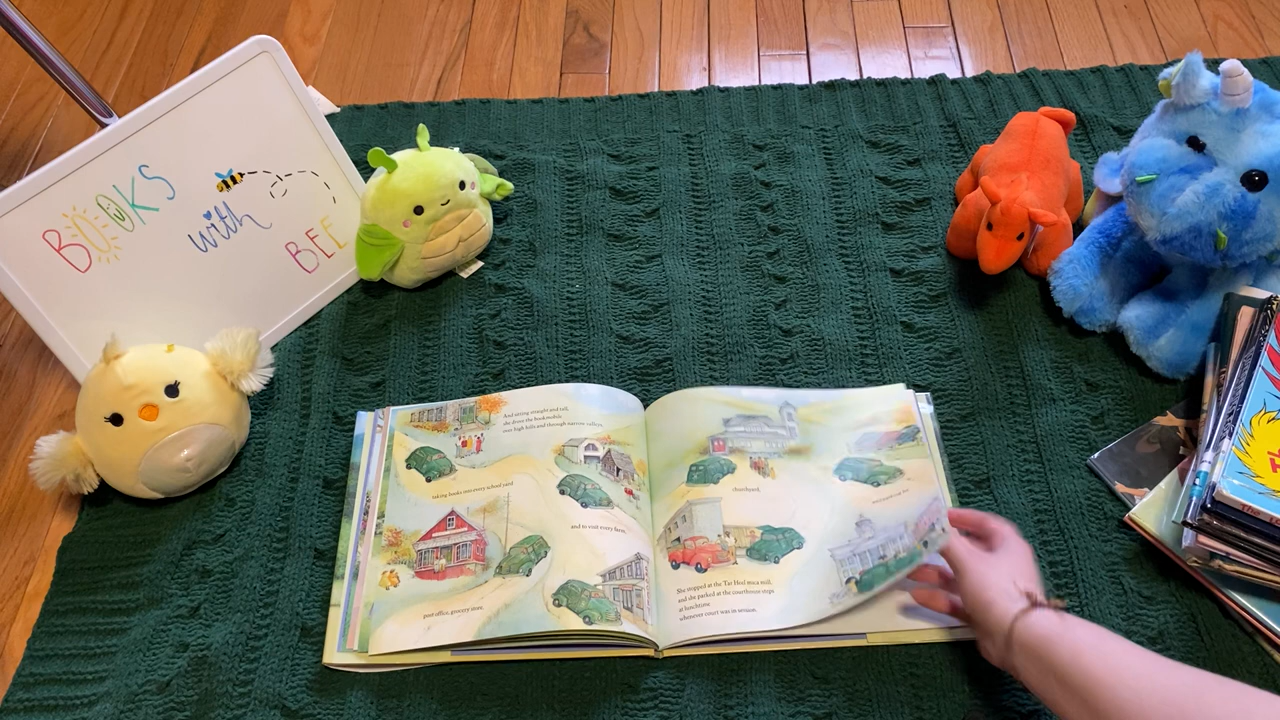 BOOKS
with
BEE
And sitting straight and tall,
she drove the bookmobile
over high hills and through narrow valleys,
taking books into every school yard
and to visit every farm,
post office, grocery store,
churchyard,
She stopped at the Tar Heel mica mill,
and she parked at the courthouse steps
at lunchtime
whenever court was in session.